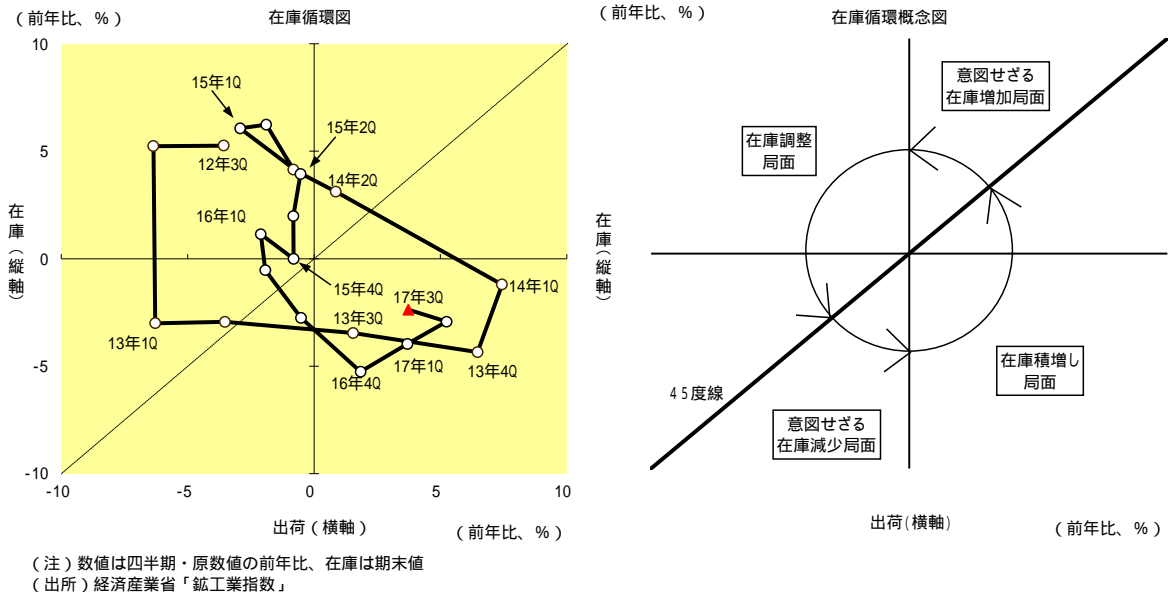 (前年比、%)
在庫循環図
10
5
0
-5
-10
-10
-5
0
5
10
在庫(縦軸)
15年1Q
12年3Q
15年2Q
14年2Q
16年1Q
15年4Q
14年1Q
17年3Q
13年3Q
13年1Q
17年1Q
16年4Q
13年4Q
出荷(横軸)
(前年比、%)
(注)数値は四半期・原数値の前年比、在庫は期末値
(出所)経済産業省「鉱工業指数」
(前年比、%)
在庫循環概念図
意図せざる
在庫増加局面
在庫調整
局面
在庫(縦軸)
在庫積増し
局面
45度線
意図せざる
在庫減少局面
出荷(横軸)
(前年比、%)